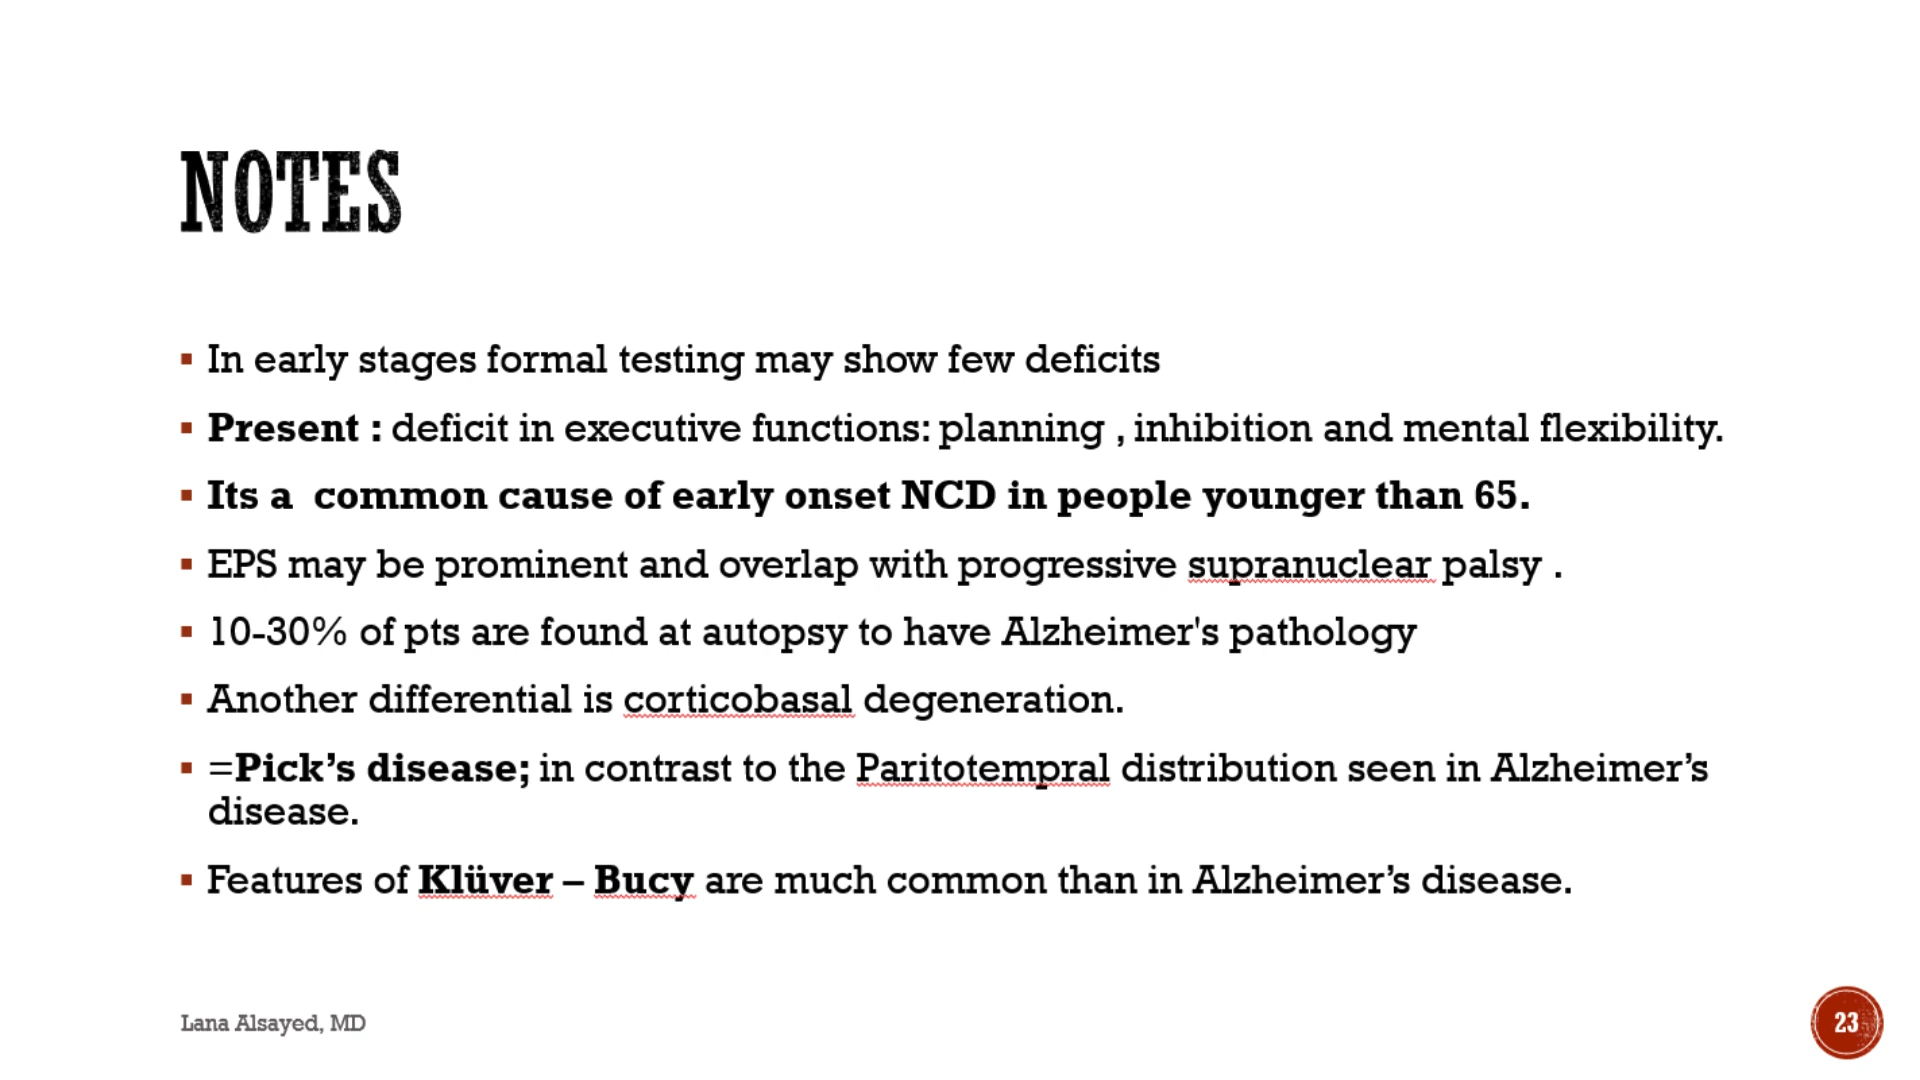 NOTES
▪ In early stages formal testing may show few deficits
▪ Present : deficit in executive functions: planning , inhibition and mental flexibility.
▪ Its a  common cause of early onset NCD in people younger than 65.
▪ EPS may be prominent and overlap with progressive supranuclear palsy .
▪ 10-30% of pts are found at autopsy to have Alzheimer's pathology
▪ Another differential is corticobasal degeneration.
▪ =Pick’s disease; in contrast to the Paritotempral distribution seen in Alzheimer’s
disease.
▪ Features of Klüver – Bucy are much common than in Alzheimer’s disease.
Lana Alsayed, MD
23